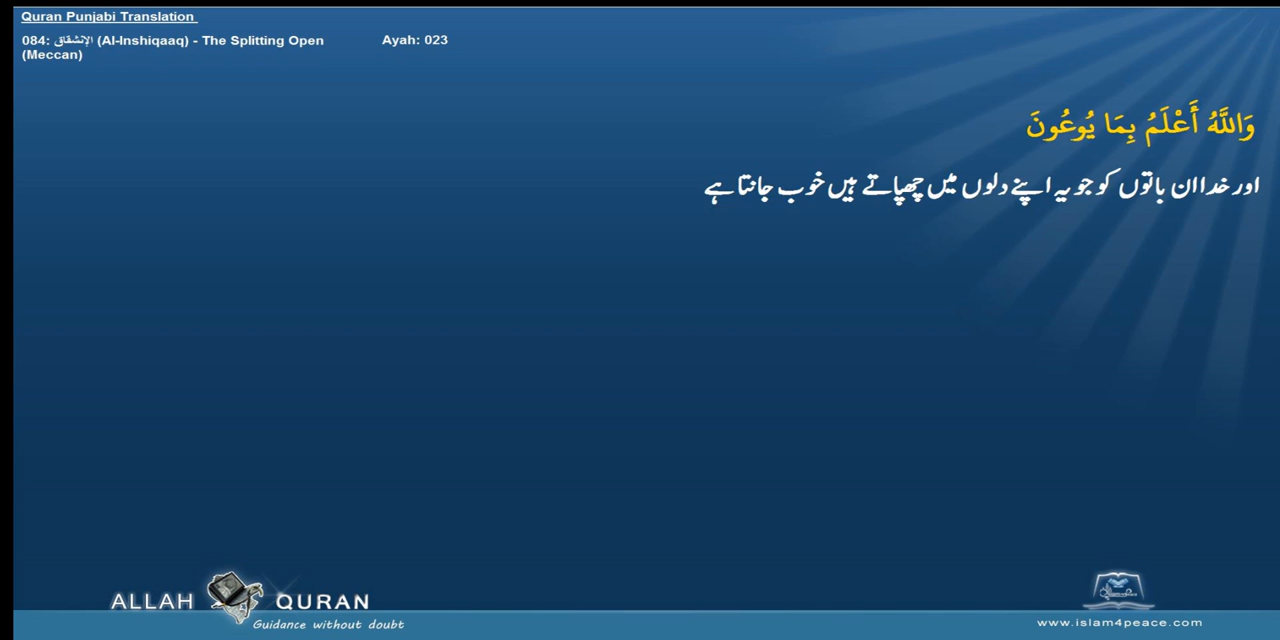 Quran Punjabi Translation
084: الإنشقاق (Al-Inshiqaaq) - The Splitting Open Ayah: 023
(Meccan)
وَاللَّهُ أَعْلَمُ بِمَا يُوعُونَ
اور خدا ان باتوں کو جو یہ اپنے دلوں میں چھپاتے ہیں خوب جانتا ہے
ALLAH QURAN
Guidance without doubt
www.islam4peace.com